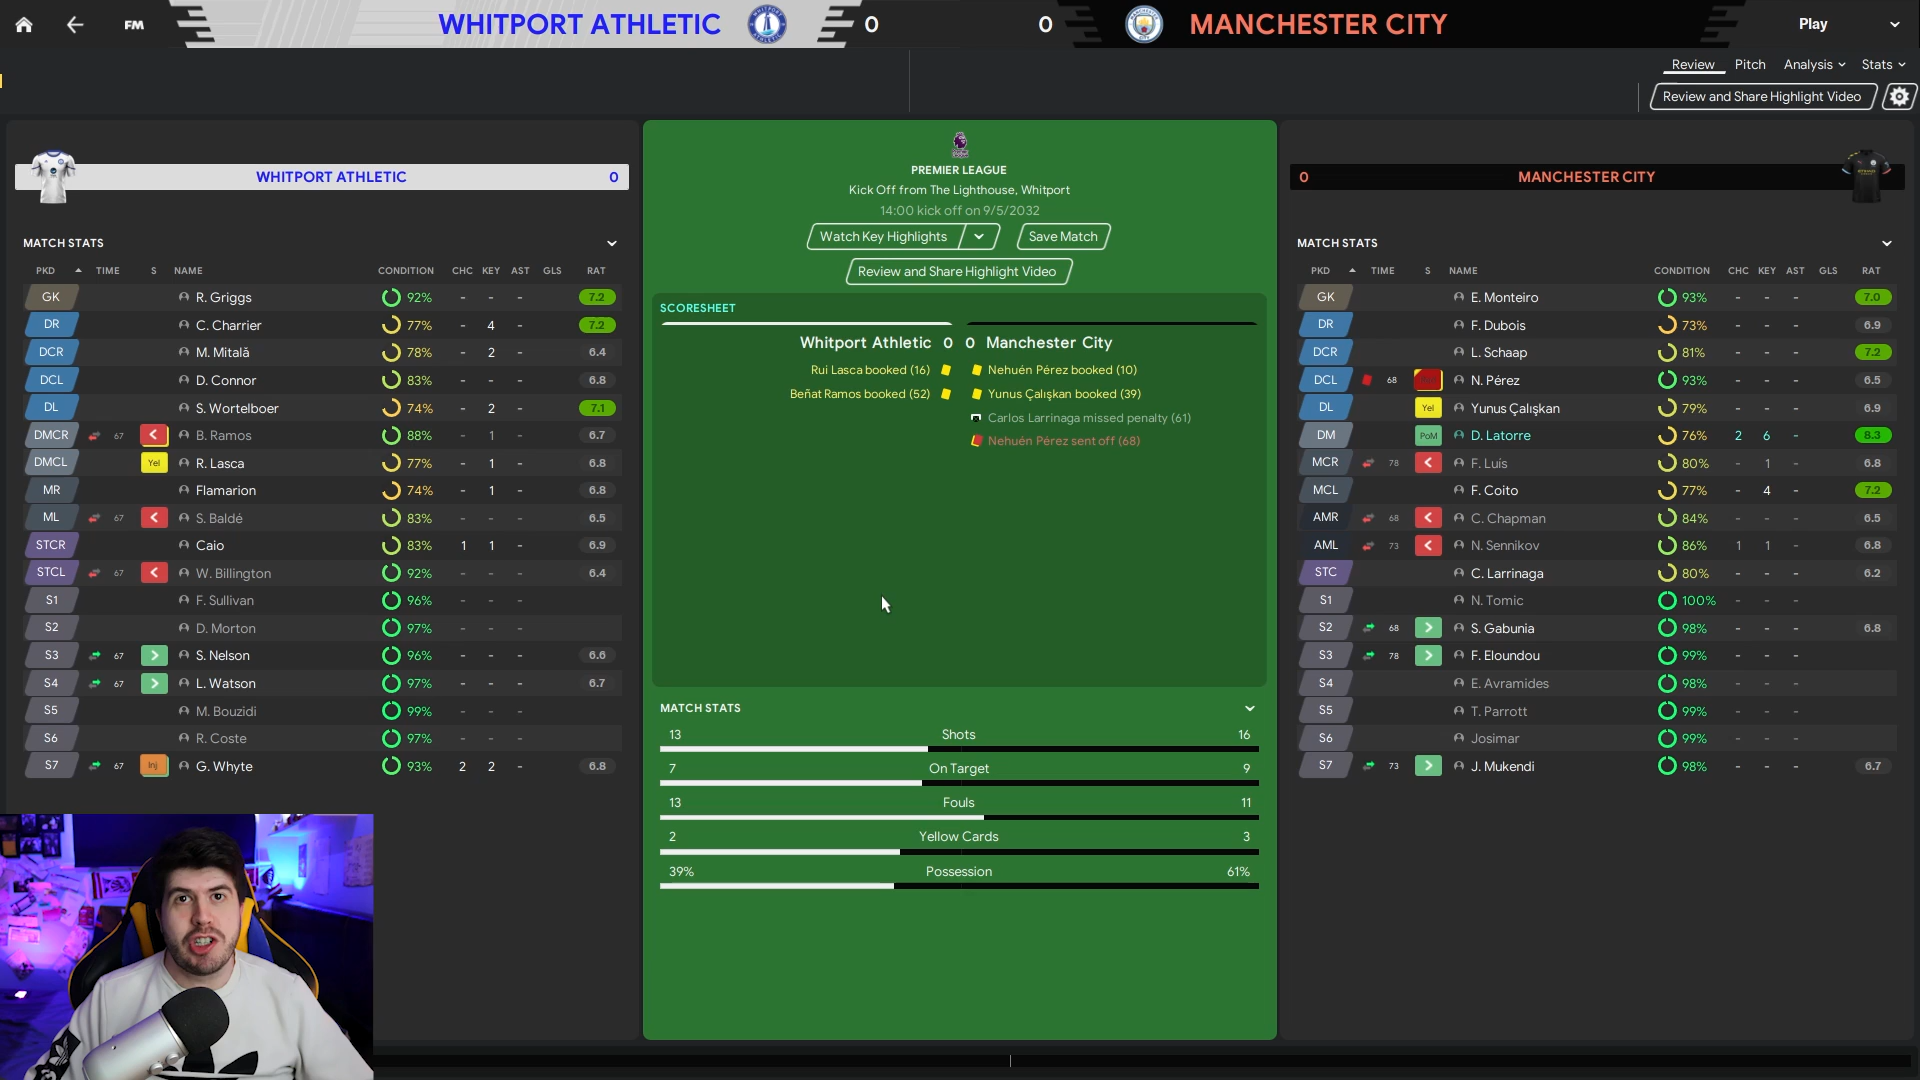 FM
WHITPORT ATHLETIC
0
0
MANCHESTER CITY
Play
Review
Pitch
Analysis
Stats
Review and Share Highlight Video
WHITPORT ATHLETIC 0
MATCH STATS
PKD TIME S NAME CONDITION CHC KEY AST GLS RAT
GK R. Griggs 92% - - - 7.2
DR C. Charrier 77% - 4 - 7.2
DCR M. Mitală 78% - 2 - 6.4
DCL D. Connor 83% - - - 6.8
DL S. Wortelboer 74% - 2 - 7.1
DMCR 67 B. Ramos 88% - 1 - 6.7
DMCL Yel R. Lasca 77% - 1 - 6.8
MR Flamarion 74% - 1 - 6.8
ML 67 S. Baldé 83% - - - 6.5
STCR Caio 83% 1 1 - 6.9
STCL 67 W. Billington 92% - - - 6.4
S1 F. Sullivan 96% - - -
S2 D. Morton 97% - - -
S3 67 S. Nelson 96% - - - 6.6
S4 67 L. Watson 97% - - - 6.7
S5 M. Bouzidi 99% - - -
S6 R. Coste 97% - - -
S7 67 Inj G. Whyte 93% 2 2 - 6.8
PREMIER LEAGUE
Kick Off from The Lighthouse, Whitport
14:00 kick off on 9/5/2032
Watch Key Highlights
Save Match
Review and Share Highlight Video
SCORESHEET
Whitport Athletic 0 0 Manchester City
Rui Lasca booked (16) Nehuén Pérez booked (10)
Beñat Ramos booked (52) Yunus Çalışkan booked (39)
Carlos Larrinaga missed penalty (61)
Nehuén Pérez sent off (68)
MATCH STATS
13 Shots 16
7 On Target 9
13 Fouls 11
2 Yellow Cards 3
39% Possession 61%
0 MANCHESTER CITY
MATCH STATS
PKD TIME S NAME CONDITION CHC KEY AST GLS RAT
GK E. Monteiro 93% - - - 7.0
DR F. Dubois 73% - - - 6.9
DCR L. Schaap 81% - - - 7.2
DCL 68 N. Pérez 93% - - - 6.5
DL Yel Yunus Çalışkan 79% - - - 6.9
DM PoM D. Latorre 76% 2 6 - 8.3
MCR 78 F. Luís 80% - 1 - 6.8
MCL F. Coito 77% - 4 - 7.2
AMR 68 C. Chapman 84% - - - 6.5
AML 73 N. Sennikov 86% 1 1 - 6.8
STC C. Larrinaga 80% - - - 6.2
S1 N. Tomic 100% - - -
S2 68 S. Gabunia 98% - - - 6.8
S3 78 F. Eloundou 99% - - -
S4 E. Avramides 98% - - -
S5 T. Parrott 99% - - -
S6 Josimar 99% - - -
S7 73 J. Mukendi 98% - - - 6.7